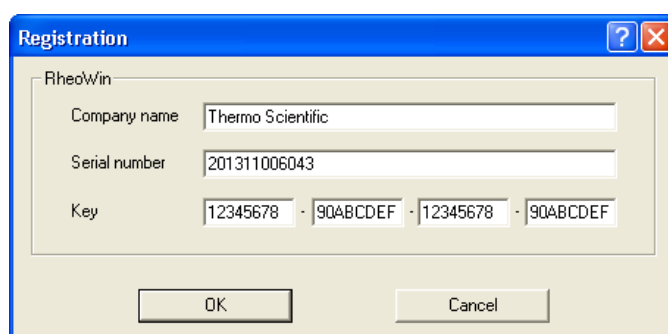 Registration
RheoWin
Company name Thermo Scientific
Serial number 201311006043
Key 12345678 - 90ABCDEF - 12345678 - 90ABCDEF
OK Cancel